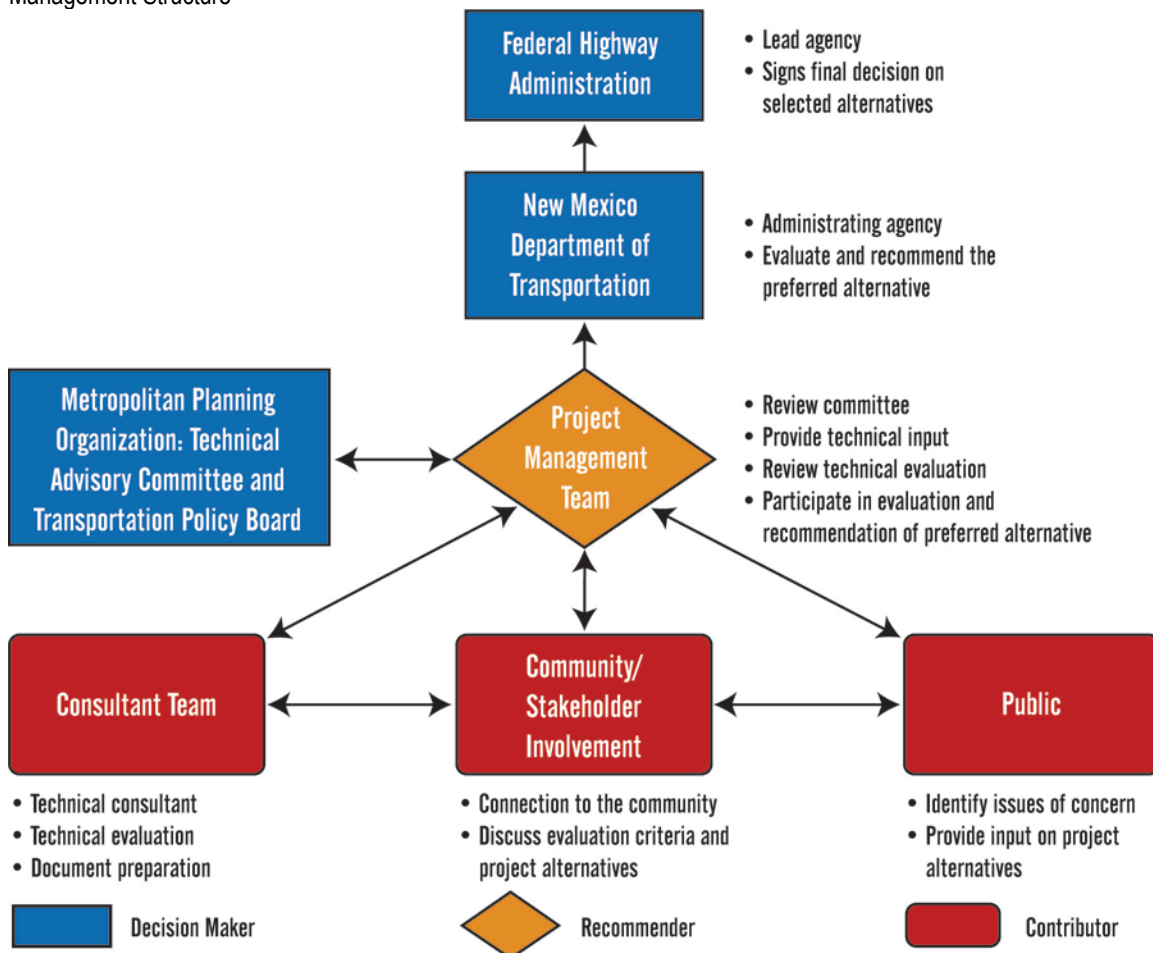 Management Structure
Federal Highway
Administration
• Lead agency
• Signs final decision on
selected alternatives
New Mexico
Department of
Transportation
• Administrating agency
• Evaluate and recommend the
preferred alternative
Metropolitan Planning
Organization: Technical
Advisory Committee and
Transportation Policy Board
Project
Management
Team
• Review committee
• Provide technical input
• Review technical evaluation
• Participate in evaluation and
recommendation of preferred alternative
Consultant Team
Community/
Stakeholder
Involvement
Public
• Technical consultant
• Technical evaluation
• Document preparation
• Connection to the community
• Discuss evaluation criteria and
project alternatives
• Identify issues of concern
• Provide input on project
alternatives
Decision Maker
Recommender
Contributor